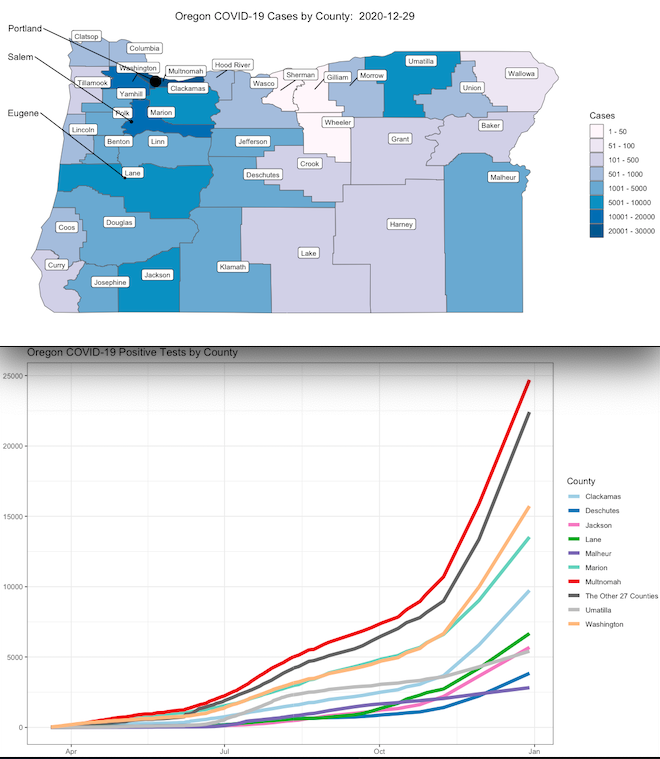 Oregon COVID-19 Cases by County:  2020-12-29
Portland
Salem
Eugene
Clatsop
Columbia
Washington
Multnomah
Hood River
Tillamook
Clackamas
Wasco
Sherman
Gilliam
Morrow
Umatilla
Wallowa
Union
Yamhill
Polk
Marion
Wheeler
Baker
Lincoln
Benton
Linn
Jefferson
Grant
Crook
Lane
Deschutes
Malheur
Coos
Douglas
Harney
Lake
Curry
Josephine
Jackson
Klamath
Cases
1 - 50
51 - 100
101 - 500
501 - 1000
1001 - 5000
5001 - 10000
10001 - 20000
20001 - 30000
Oregon COVID-19 Positive Tests by County
25000
20000
15000
10000
5000
0
Apr
Jul
Oct
Jan
County
Clackamas
Deschutes
Jackson
Lane
Malheur
Marion
Multnomah
The Other 27 Counties
Umatilla
Washington